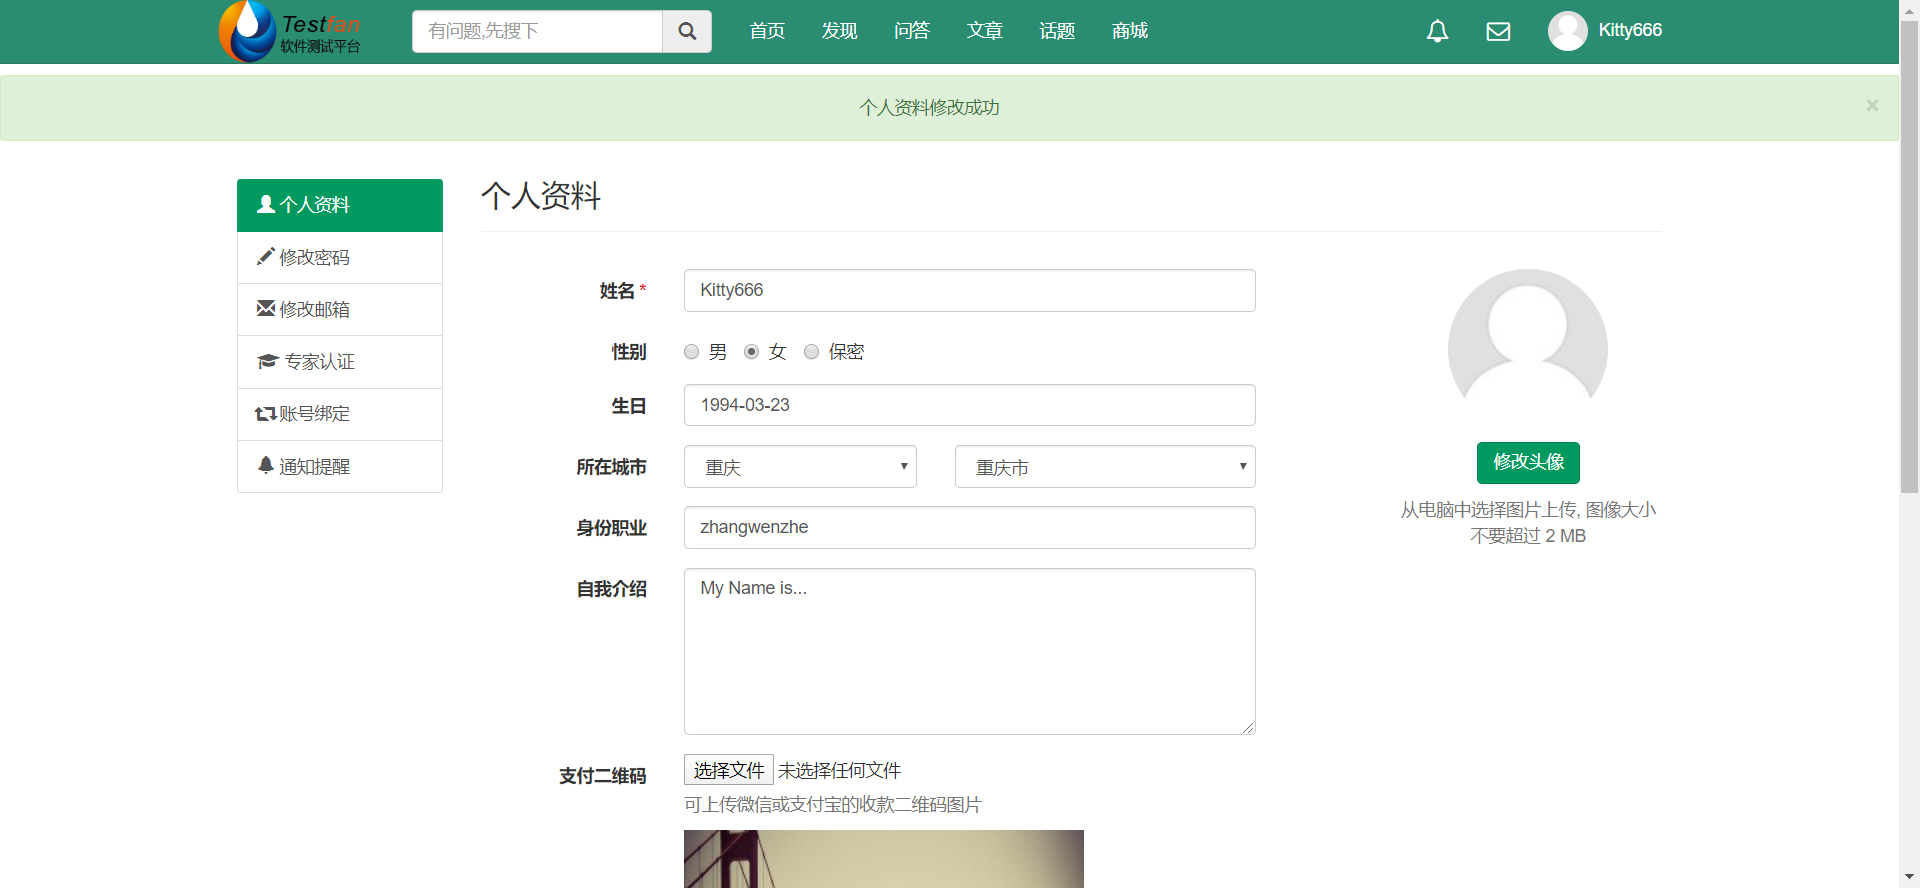 Testfan
软件测试平台
有问题,先搜下
首页
发现
问答
文章
话题
商城
Kitty666
个人资料修改成功
×
个人资料
修改密码
修改邮箱
专家认证
账号绑定
通知提醒
个人资料
姓名 *
Kitty666
性别
男
女
保密
生日
1994-03-23
所在城市
重庆
重庆市
身份职业
zhangwenzhe
自我介绍
My Name is...
支付二维码
选择文件 未选择任何文件
可上传微信或支付宝的收款二维码图片
修改头像
从电脑中选择图片上传, 图像大小
不要超过 2 MB